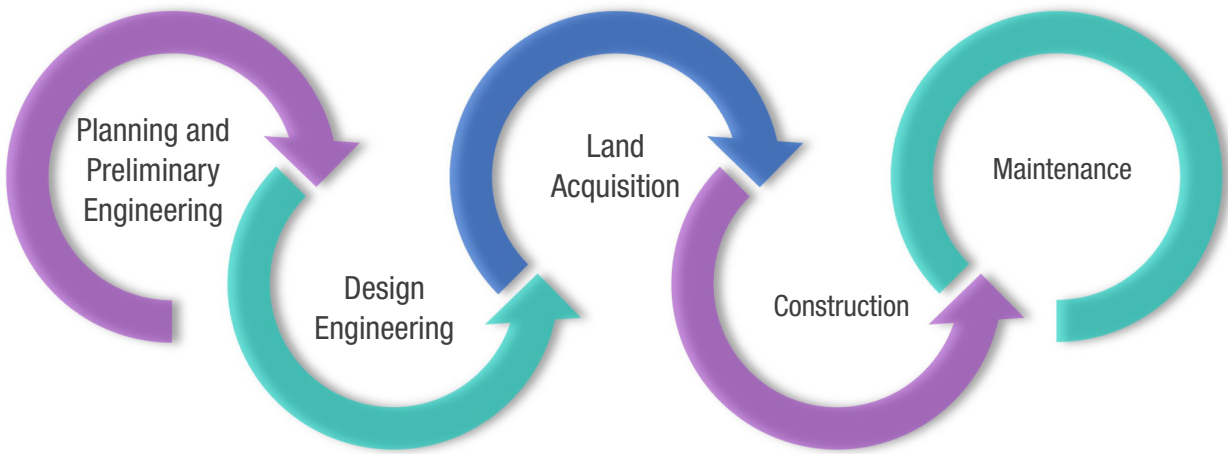 Planning and
Preliminary
Engineering
Design
Engineering
Land
Acquisition
Construction
Maintenance